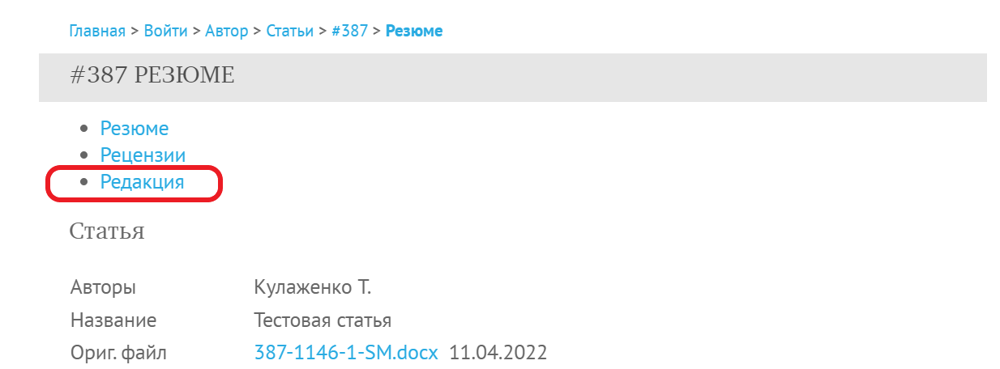 Главная > Войти > Автор > Статьи > #387 > Резюме
#387 РЕЗЮМЕ
Резюме
Рецензии
Редакция
Статья
Авторы Кулаженко Т.
Название Тестовая статья
Ориг. файл 387-1146-1-SM.docx 11.04.2022